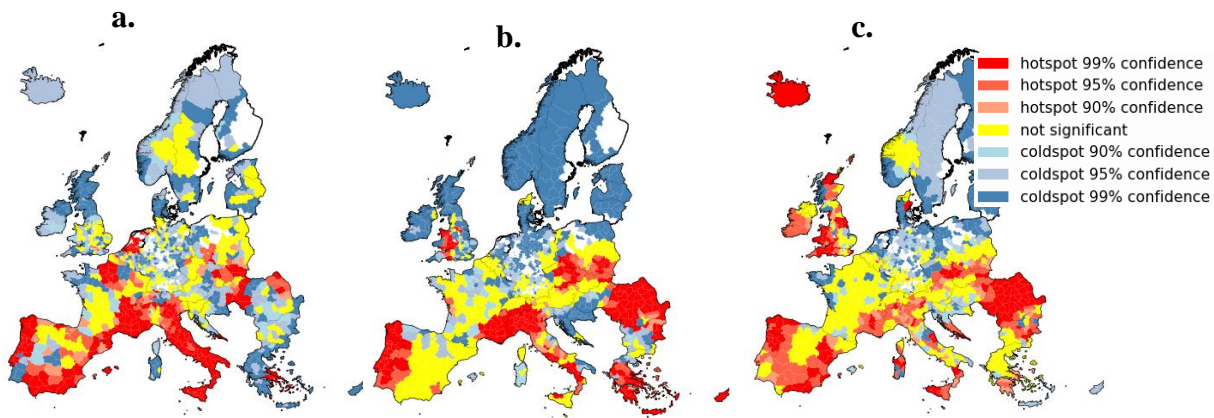 a.
b.
c.
hotspot 99% confidence
hotspot 95% confidence
hotspot 90% confidence
not significant
coldspot 90% confidence
coldspot 95% confidence
coldspot 99% confidence